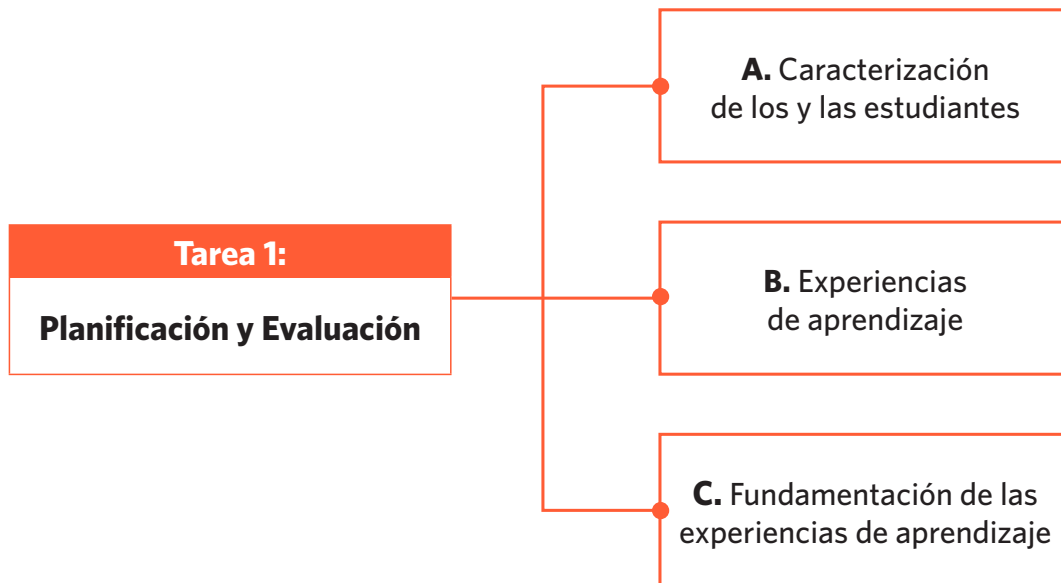 Tarea 1:
Planificación y Evaluación
A. Caracterización
de los y las estudiantes
B. Experiencias
de aprendizaje
C. Fundamentación de las
experiencias de aprendizaje